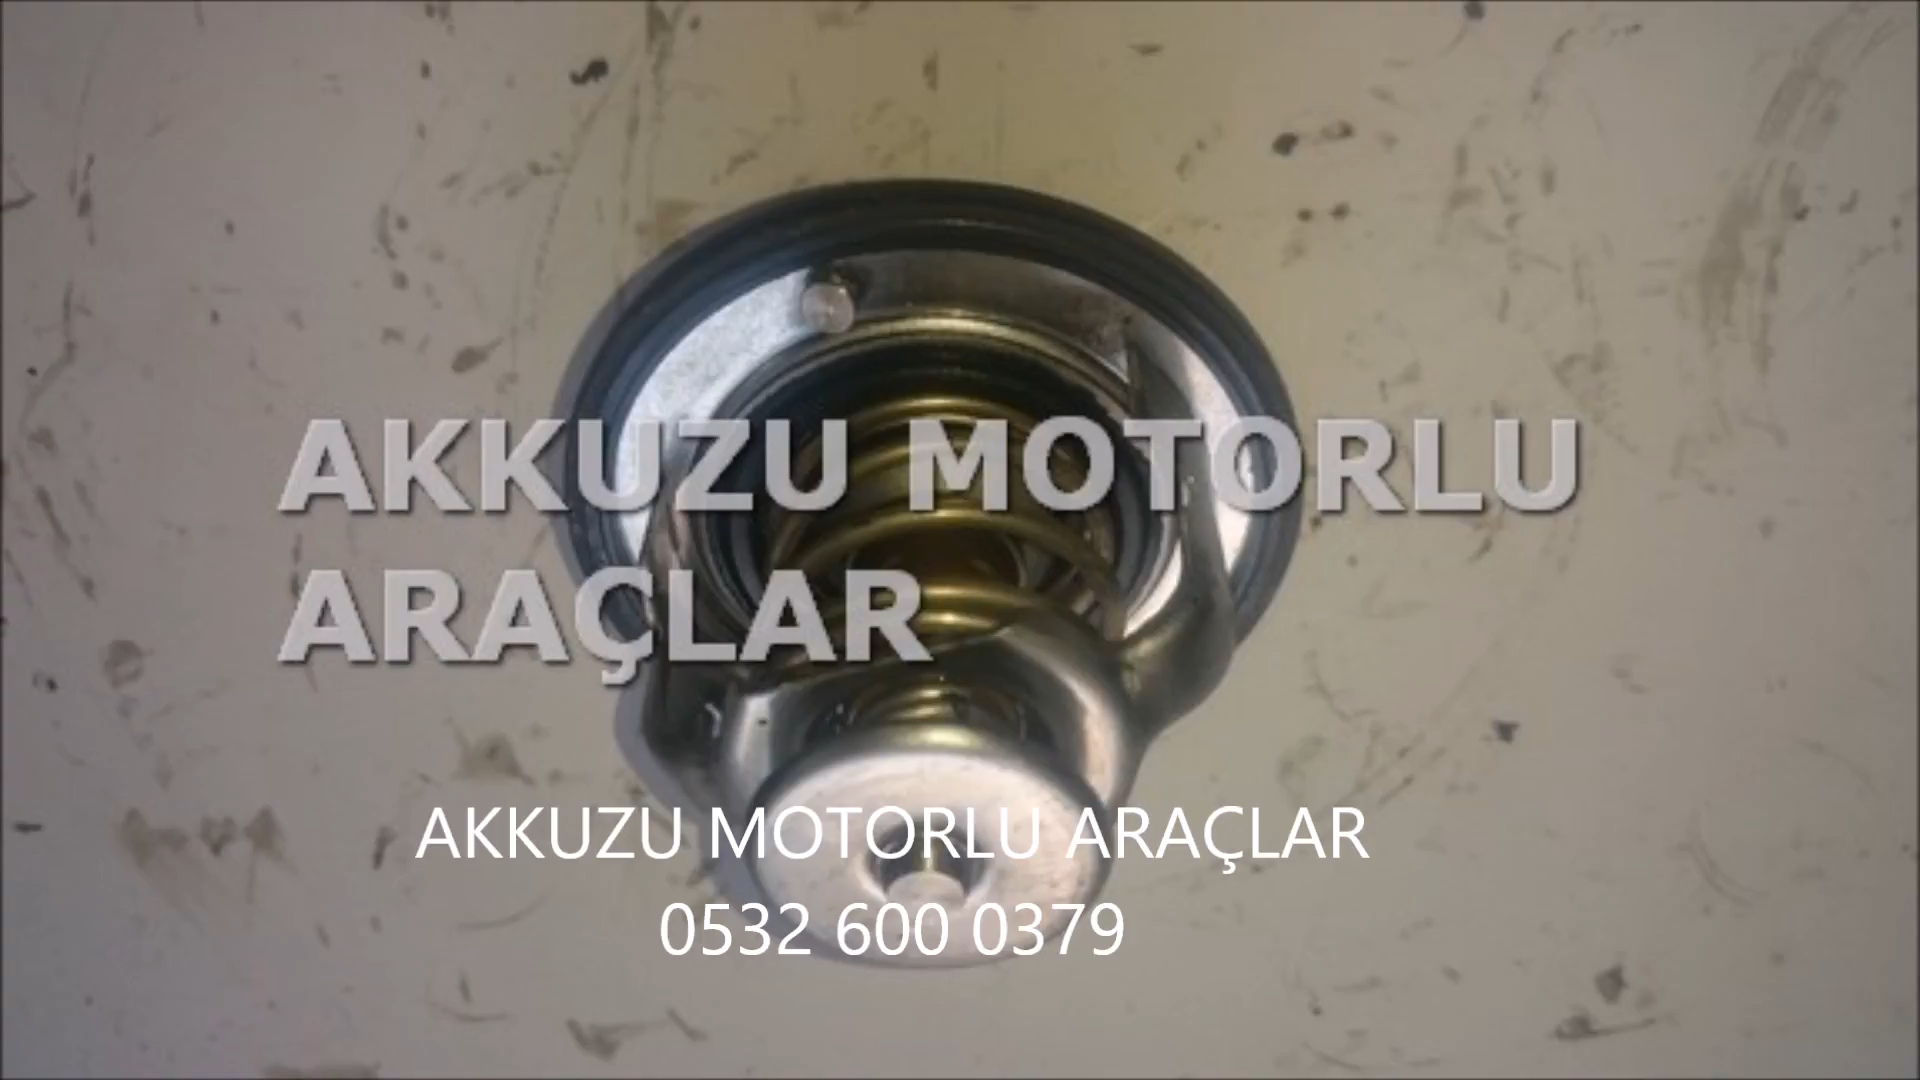 AKKUZU MOTORLU
ARAÇLAR
AKKUZU MOTORLU ARAÇLAR
0532 600 0379